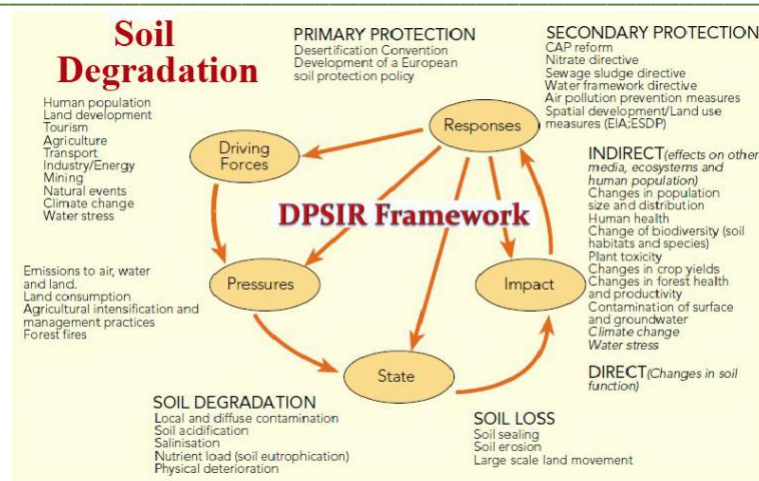 Soil
Degradation
PRIMARY PROTECTION
Desertification Convention
Development of a European
soil protection policy
SECONDARY PROTECTION
CAP reform
Nitrate directive
Sewage sludge directive
Water framework directive
Air pollution prevention measures
Spatial development/Land use
measures (EIA;ESDP)
Human population
Land development
Tourism
Agriculture
Transport
Industry/Energy
Mining
Natural events
Climate change
Water stress
Driving
Forces
Responses
INDIRECT(effects on other
media, ecosystems and
human population)
Changes in population
size and distribution
Human health
Change of biodiversity (soil
habitats and species)
Plant toxicity
Changes in crop yields
Changes in forest health
and productivity
Contamination of surface
and groundwater
Climate change
Water stress
DPSIR Framework
Emissions to air, water
and land.
Land consumption
Agricultural intensification and
management practices
Forest fires
Pressures
Impact
DIRECT(Changes in soil
function)
State
SOIL DEGRADATION
Local and diffuse contamination
Soil acidification
Salinisation
Nutrient load (soil eutrophication)
Physical deterioration
SOIL LOSS
Soil sealing
Soil erosion
Large scale land movement